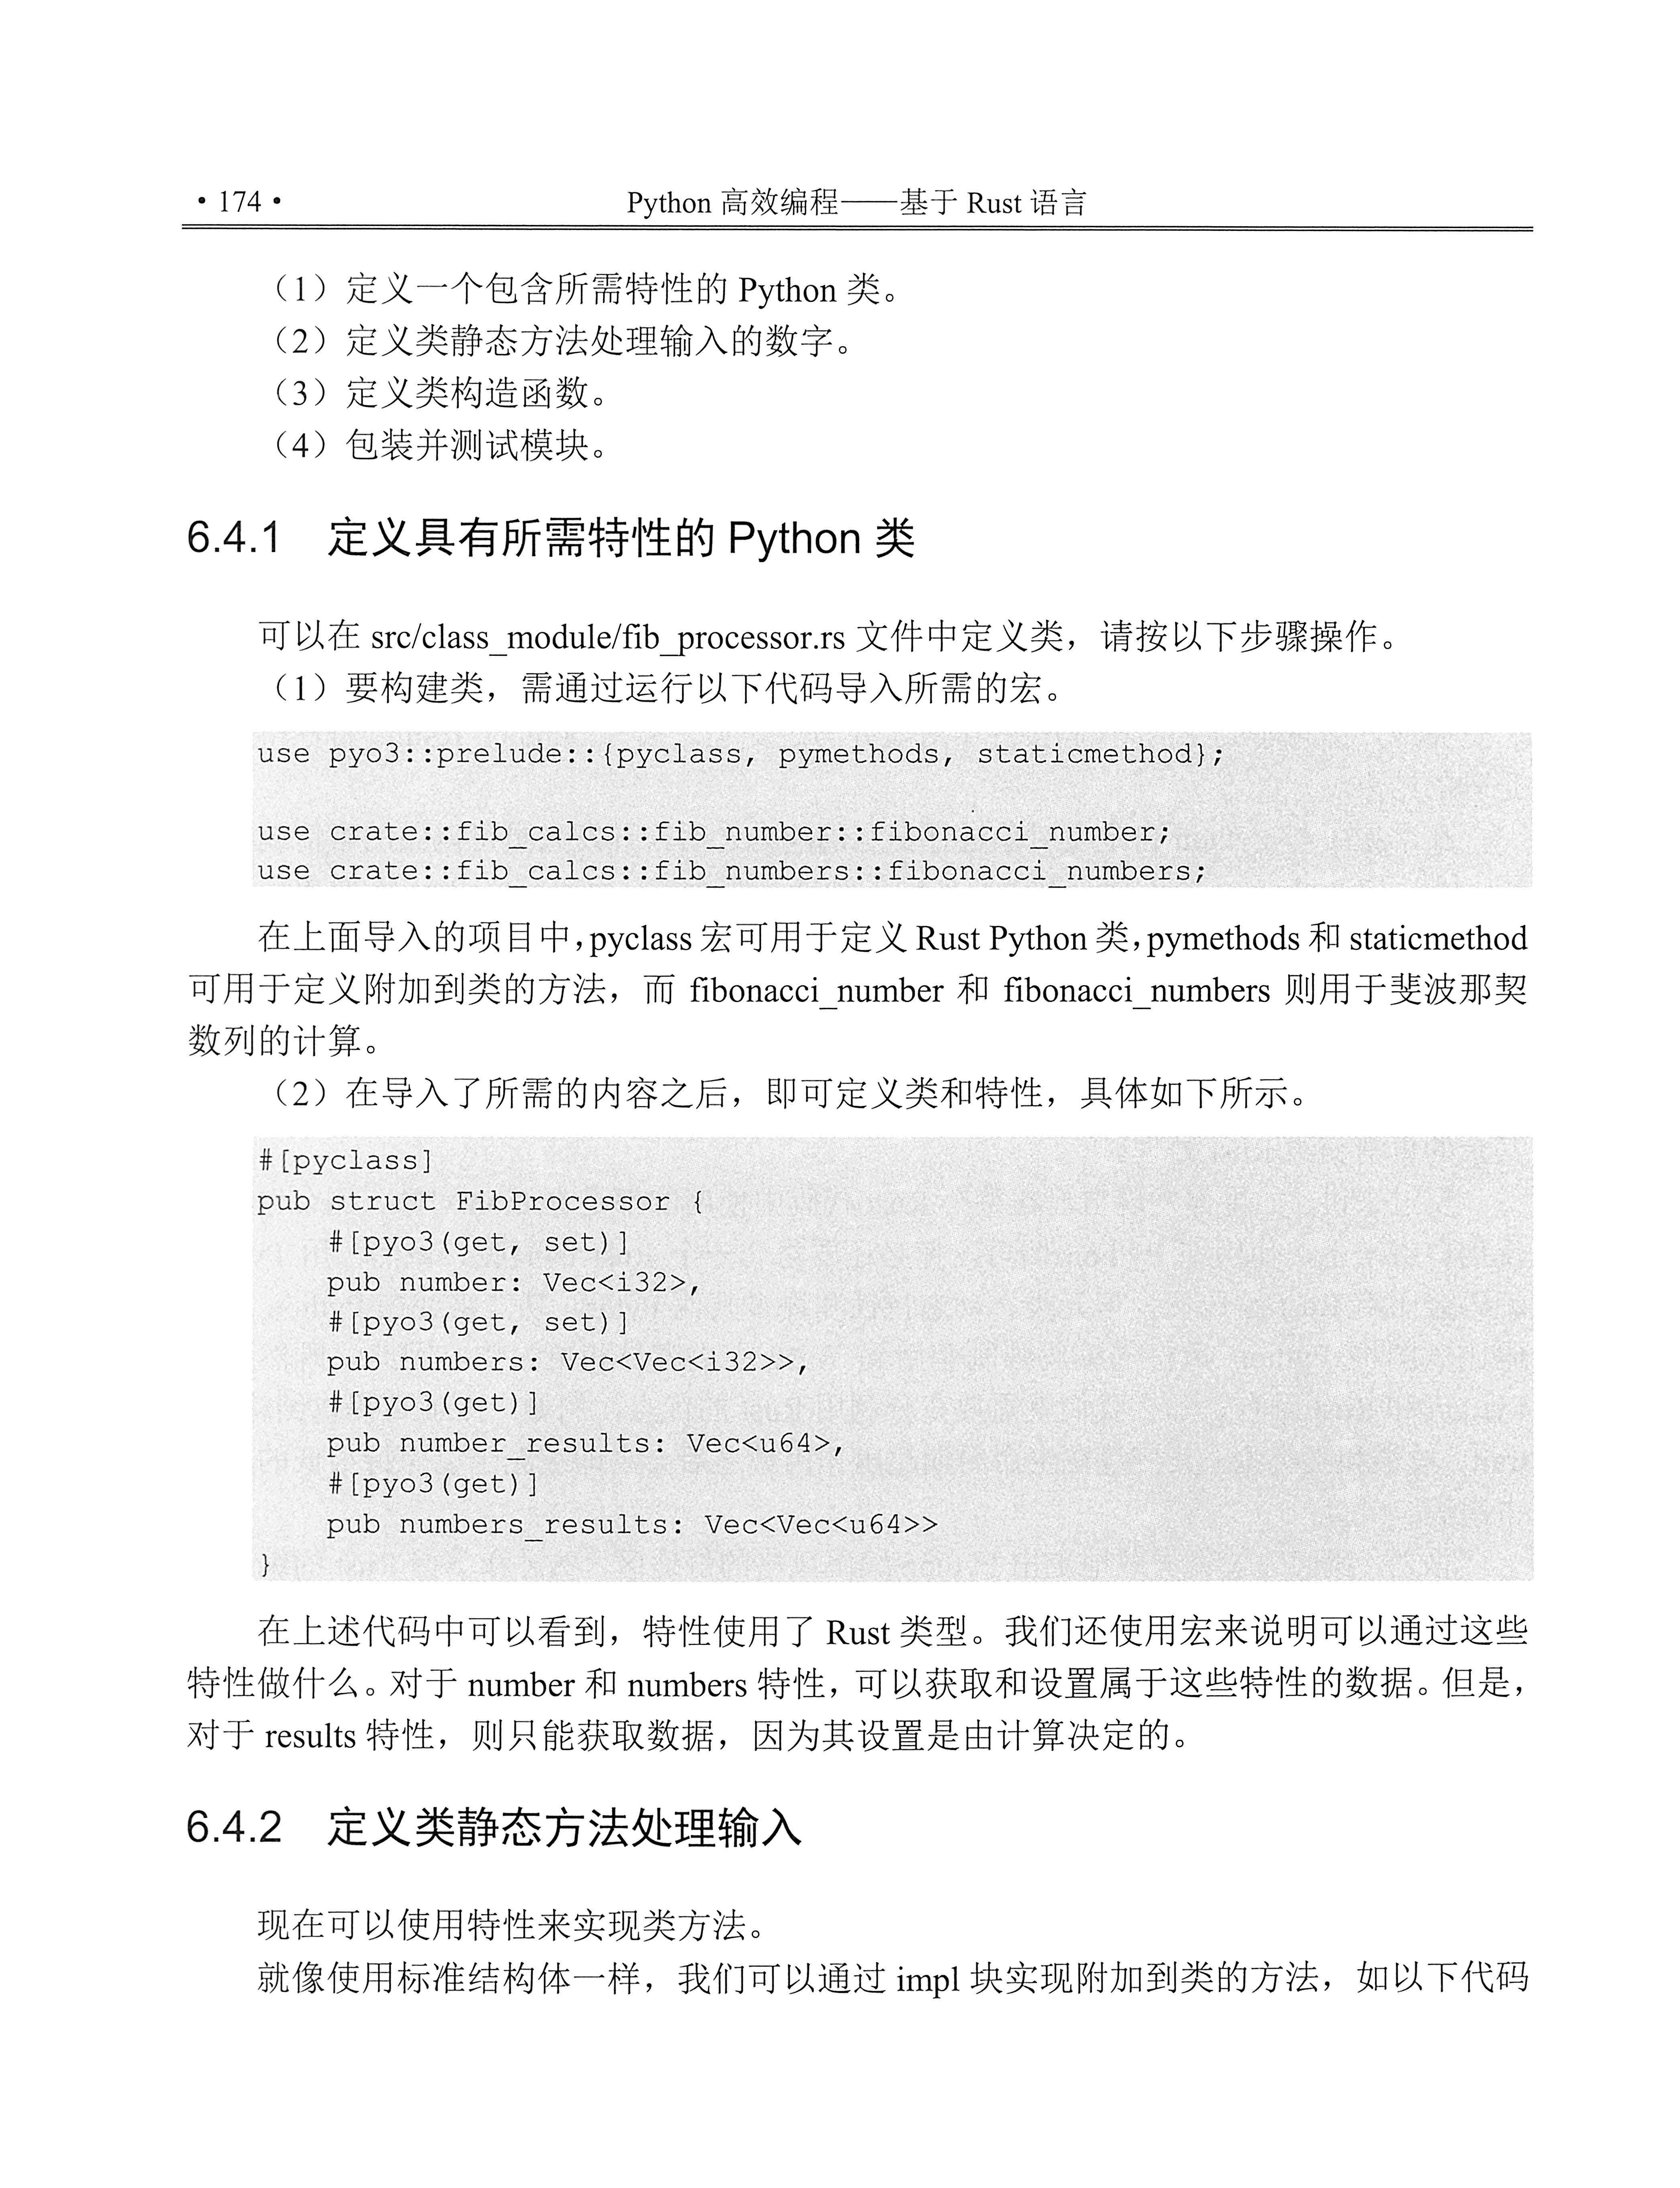 • 174 •
Python 高效编程——基于 Rust 语言
（1）定义一个包含所需特性的 Python 类。
（2）定义类静态方法处理输入的数字。
（3）定义类构造函数。
（4）包装并测试模块。
6.4.1 定义具有所需特性的 Python 类
可以在 src/class_module/fib_processor.rs 文件中定义类，请按以下步骤操作。
（1）要构建类，需通过运行以下代码导入所需的宏。
use pyo3::prelude::{pyclass, pymethods, staticmethod};
use crate::fib_calcs::fib_number::fibonacci_number;
use crate::fib_calcs::fib_numbers::fibonacci_numbers;
在上面导入的项目中，pyclass 宏可用于定义 Rust Python 类，pymethods 和 staticmethod
可用于定义附加到类的方法，而 fibonacci_number 和 fibonacci_numbers 则用于斐波那契
数列的计算。
（2）在导入了所需的内容之后，即可定义类和特性，具体如下所示。
#[pyclass]
pub struct FibProcessor {
    #[pyo3(get, set)]
    pub number: Vec<i32>,
    #[pyo3(get, set)]
    pub numbers: Vec<Vec<i32>>,
    #[pyo3(get)]
    pub number_results: Vec<u64>,
    #[pyo3(get)]
    pub numbers_results: Vec<Vec<u64>>
}
在上述代码中可以看到，特性使用了 Rust 类型。我们还使用宏来说明可以通过这些
特性做什么。对于 number 和 numbers 特性，可以获取和设置属于这些特性的数据。但是，
对于 results 特性，则只能获取数据，因为其设置是由计算决定的。
6.4.2 定义类静态方法处理输入
现在可以使用特性来实现类方法。
就像使用标准结构体一样，我们可以通过 impl 块实现附加到类的方法，如以下代码